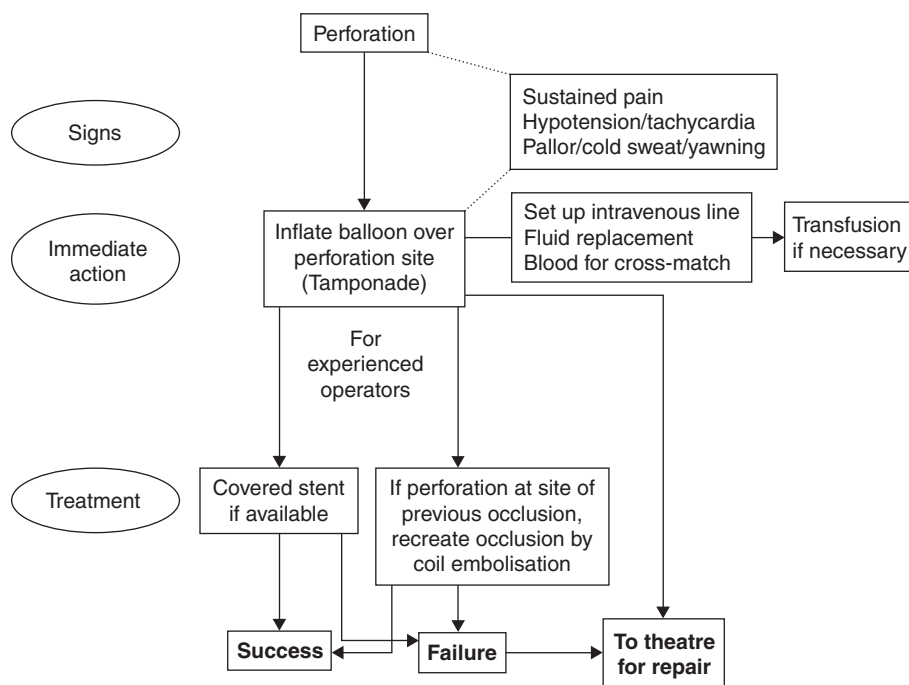 Perforation
Signs
Sustained pain
Hypotension/tachycardia
Pallor/cold sweat/yawning
Immediate
action
Inflate balloon over
perforation site
(Tamponade)
Set up intravenous line
Fluid replacement
Blood for cross-match
Transfusion
if necessary
For
experienced
operators
Treatment
Covered stent
if available
If perforation at site of
previous occlusion,
recreate occlusion by
coil embolisation
Success
Failure
To theatre
for repair